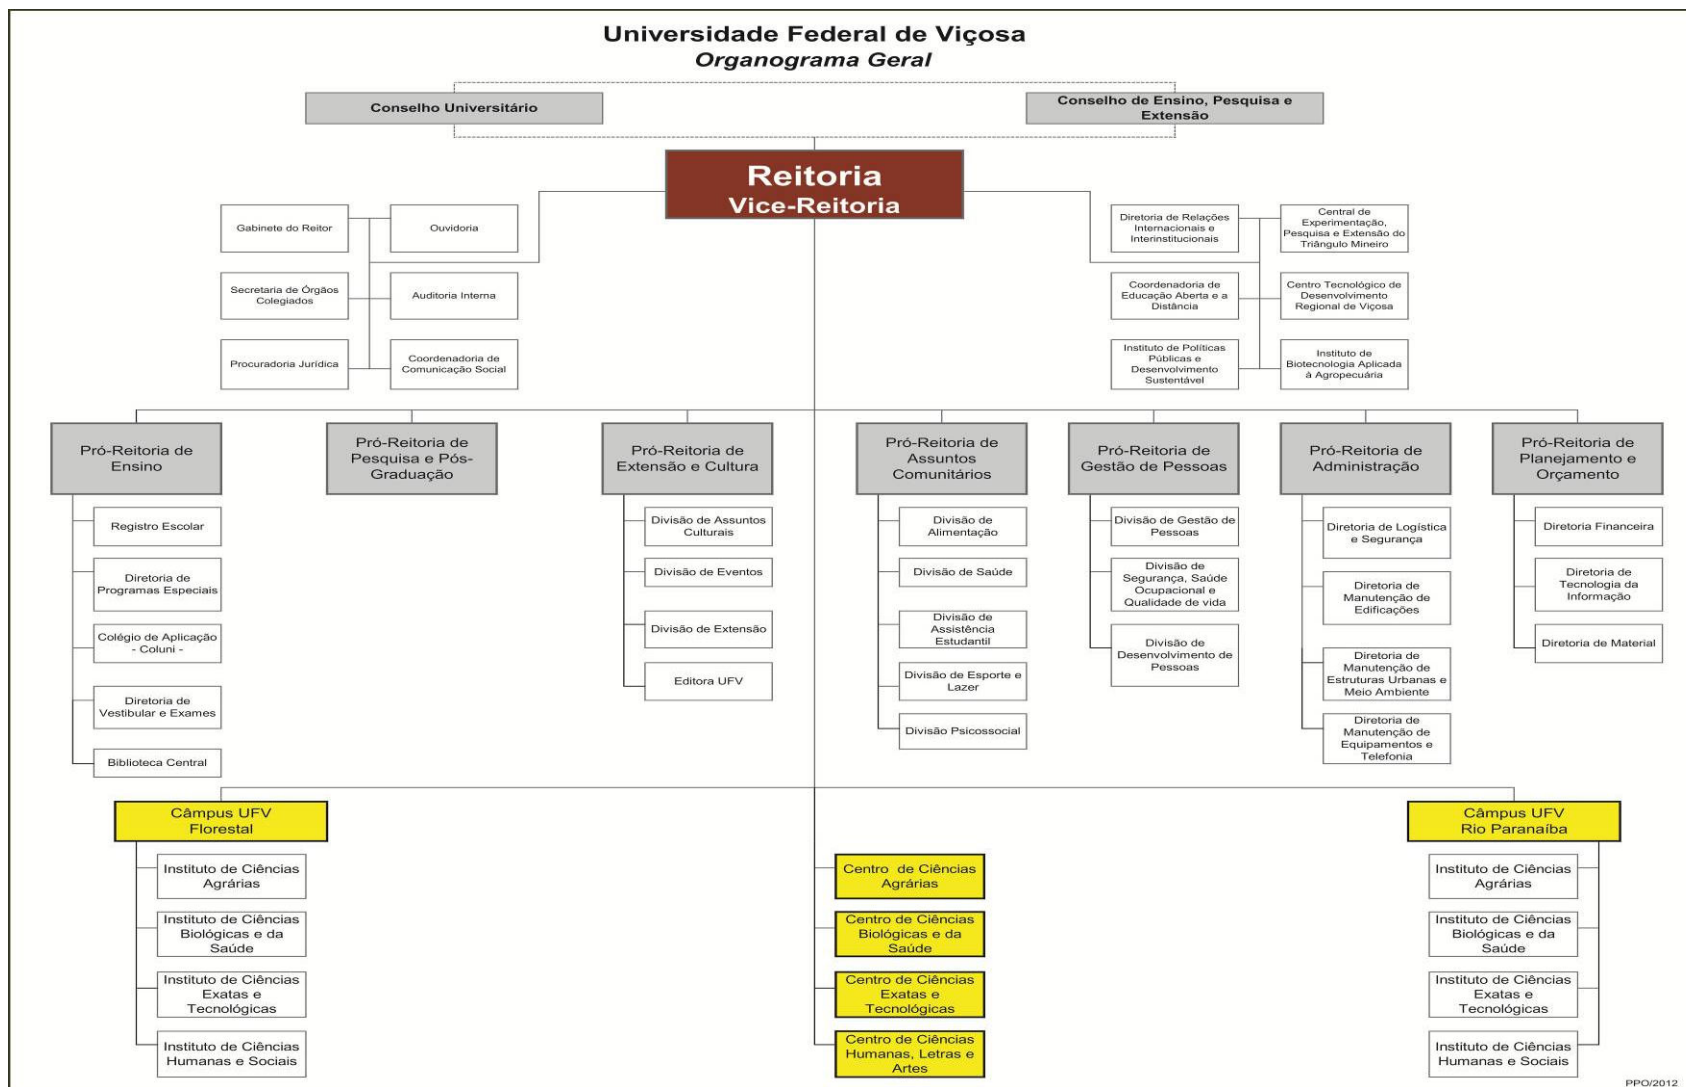 Universidade Federal de Viçosa
Organograma Geral
Conselho Universitário
Conselho de Ensino, Pesquisa e
Extensão
Reitoria
Vice-Reitoria
Gabinete do Reitor
Ouvidoria
Secretaria de Órgãos
Colegiados
Auditoria Interna
Procuradoria Jurídica
Coordenadoria de
Comunicação Social
Diretoria de Relações
Internacionais e
Interinstitucionais
Central de
Experimentação,
Pesquisa e Extensão do
Triângulo Mineiro
Coordenadoria de
Educação Aberta e a
Distância
Centro Tecnológico de
Desenvolvimento
Regional de Viçosa
Instituto de Políticas
Públicas e
Desenvolvimento
Sustentável
Instituto de
Biotecnologia Aplicada
à Agropecuária
Pró-Reitoria de
Ensino
Registro Escolar
Diretoria de
Programas Especiais
Colégio de Aplicação
- Coluni -
Diretoria de
Vestibular e Exames
Biblioteca Central
Pró-Reitoria de
Pesquisa e Pós-
Graduação
Pró-Reitoria de
Extensão e Cultura
Divisão de Assuntos
Culturais
Divisão de Eventos
Divisão de Extensão
Editora UFV
Pró-Reitoria de
Assuntos
Comunitários
Divisão de
Alimentação
Divisão de Saúde
Divisão de
Assistência
Estudantil
Divisão de Esporte e
Lazer
Divisão Psicossocial
Pró-Reitoria de
Gestão de Pessoas
Divisão de Gestão de
Pessoas
Divisão de
Segurança, Saúde
Ocupacional e
Qualidade de vida
Divisão de
Desenvolvimento de
Pessoas
Pró-Reitoria de
Administração
Diretoria de Logística
e Segurança
Diretoria de
Manutenção de
Edificações
Diretoria de
Manutenção de
Estruturas Urbanas e
Meio Ambiente
Diretoria de
Manutenção de
Equipamentos e
Telefonia
Pró-Reitoria de
Planejamento e
Orçamento
Diretoria Financeira
Diretoria de
Tecnologia da
Informação
Diretoria de Material
Câmpus UFV
Florestal
Instituto de Ciências
Agrárias
Instituto de Ciências
Biológicas e da
Saúde
Instituto de Ciências
Exatas e
Tecnológicas
Instituto de Ciências
Humanas e Sociais
Centro de Ciências
Agrárias
Centro de Ciências
Biológicas e da
Saúde
Centro de Ciências
Exatas e
Tecnológicas
Centro de Ciências
Humanas, Letras e
Artes
Câmpus UFV
Rio Paranaíba
Instituto de Ciências
Agrárias
Instituto de Ciências
Biológicas e da
Saúde
Instituto de Ciências
Exatas e
Tecnológicas
Instituto de Ciências
Humanas e Sociais
PPO/2012